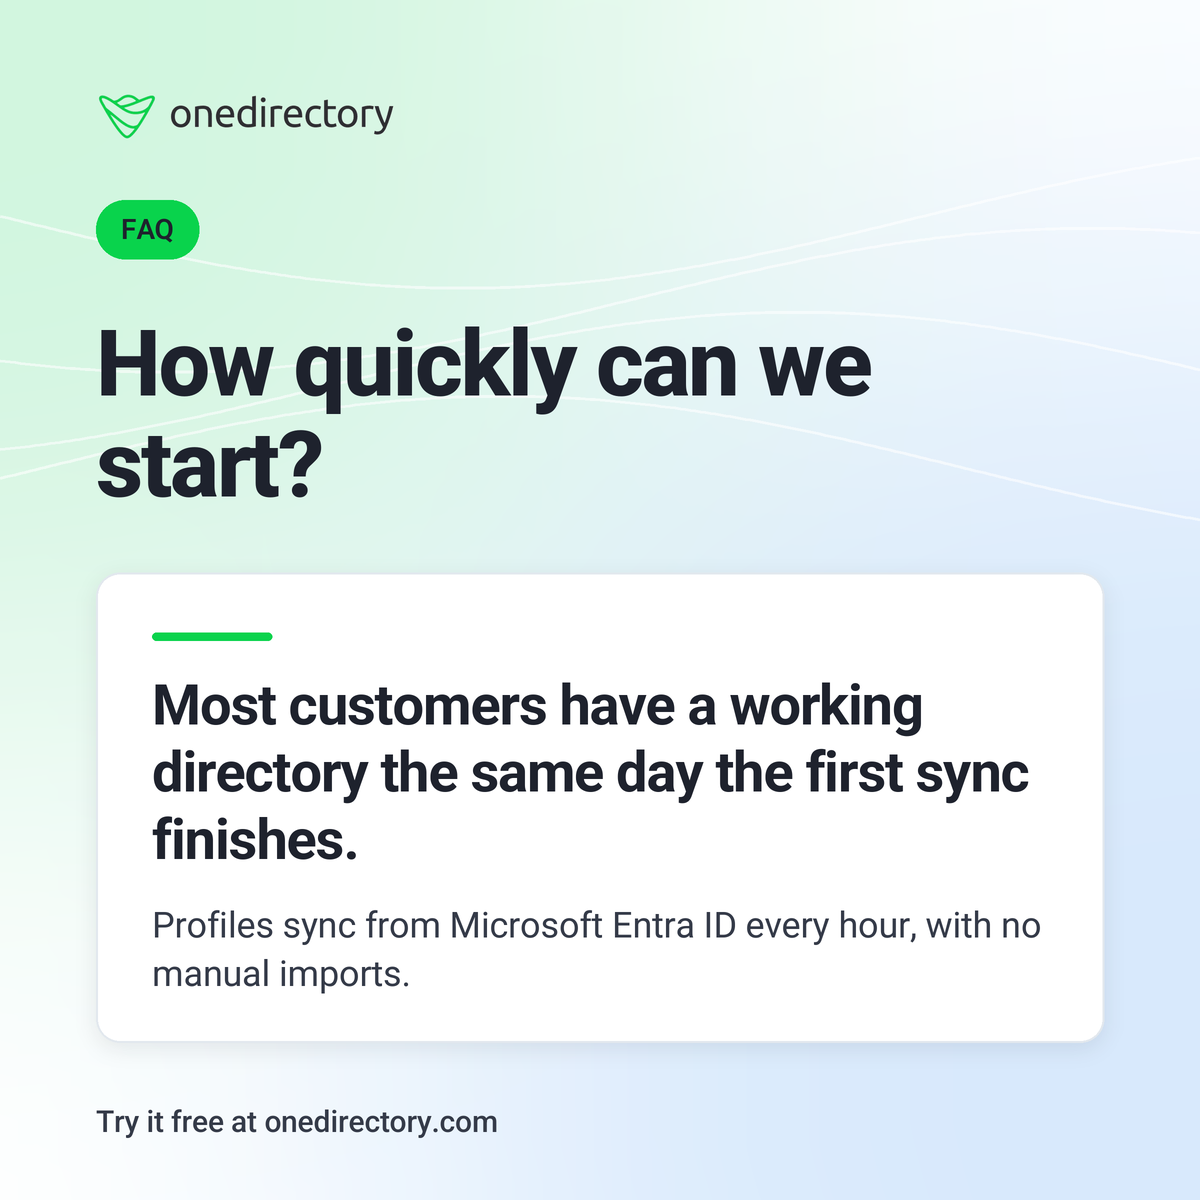 onedirectory
FAQ
How quickly can we
start?
Most customers have a working
directory the same day the first sync
finishes.
Profiles sync from Microsoft Entra ID every hour, with no
manual imports.
Try it free at onedirectory.com